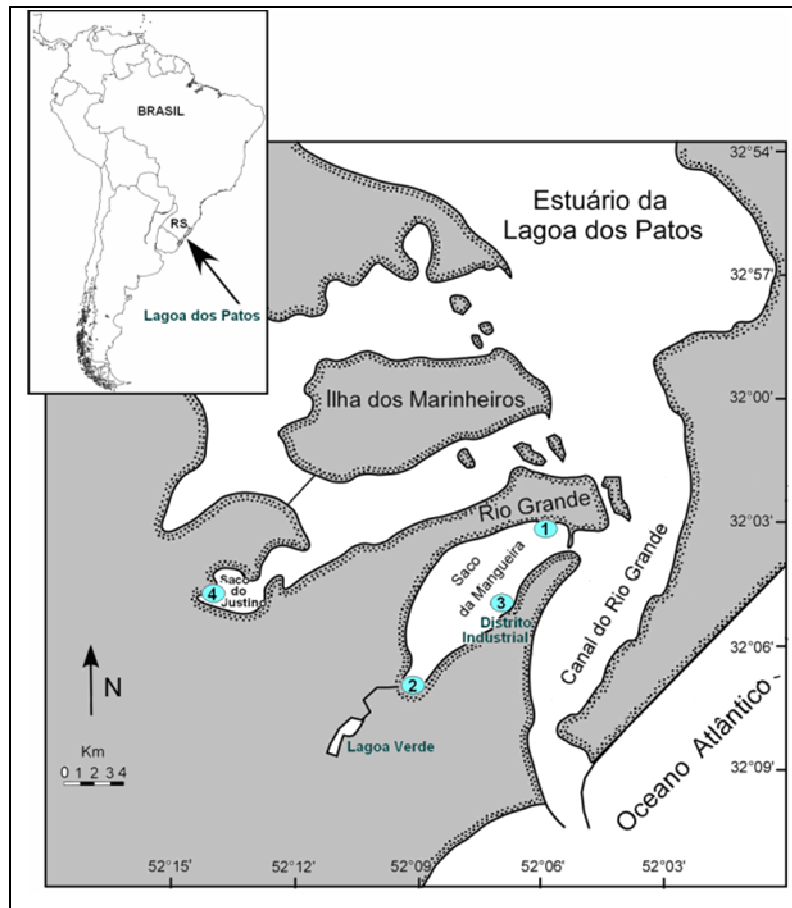 BRASIL
RS
Lagoa dos Patos
Estuário da
Lagoa dos Patos
Ilha dos Marinheiros
Rio Grande
1
Saco
da Mangueira
3
Distrito
Industrial
2
Lagoa Verde
4
Saco
do
Justino
Canal do Rio Grande
Oceano Atlântico
N
Km
0 1 2 3 4
32°54'
32°57'
32°00'
32°03'
32°06'
32°09'
52°15'
52°12'
52°09'
52°06'
52°03'